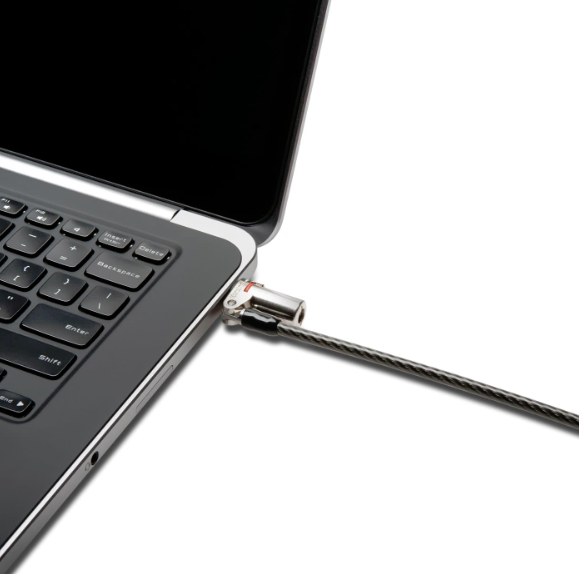 Insert
Delete
– +
_ =
Backspace
{ }
[ ]
|
\
"
'
Enter
Shift
End ▶